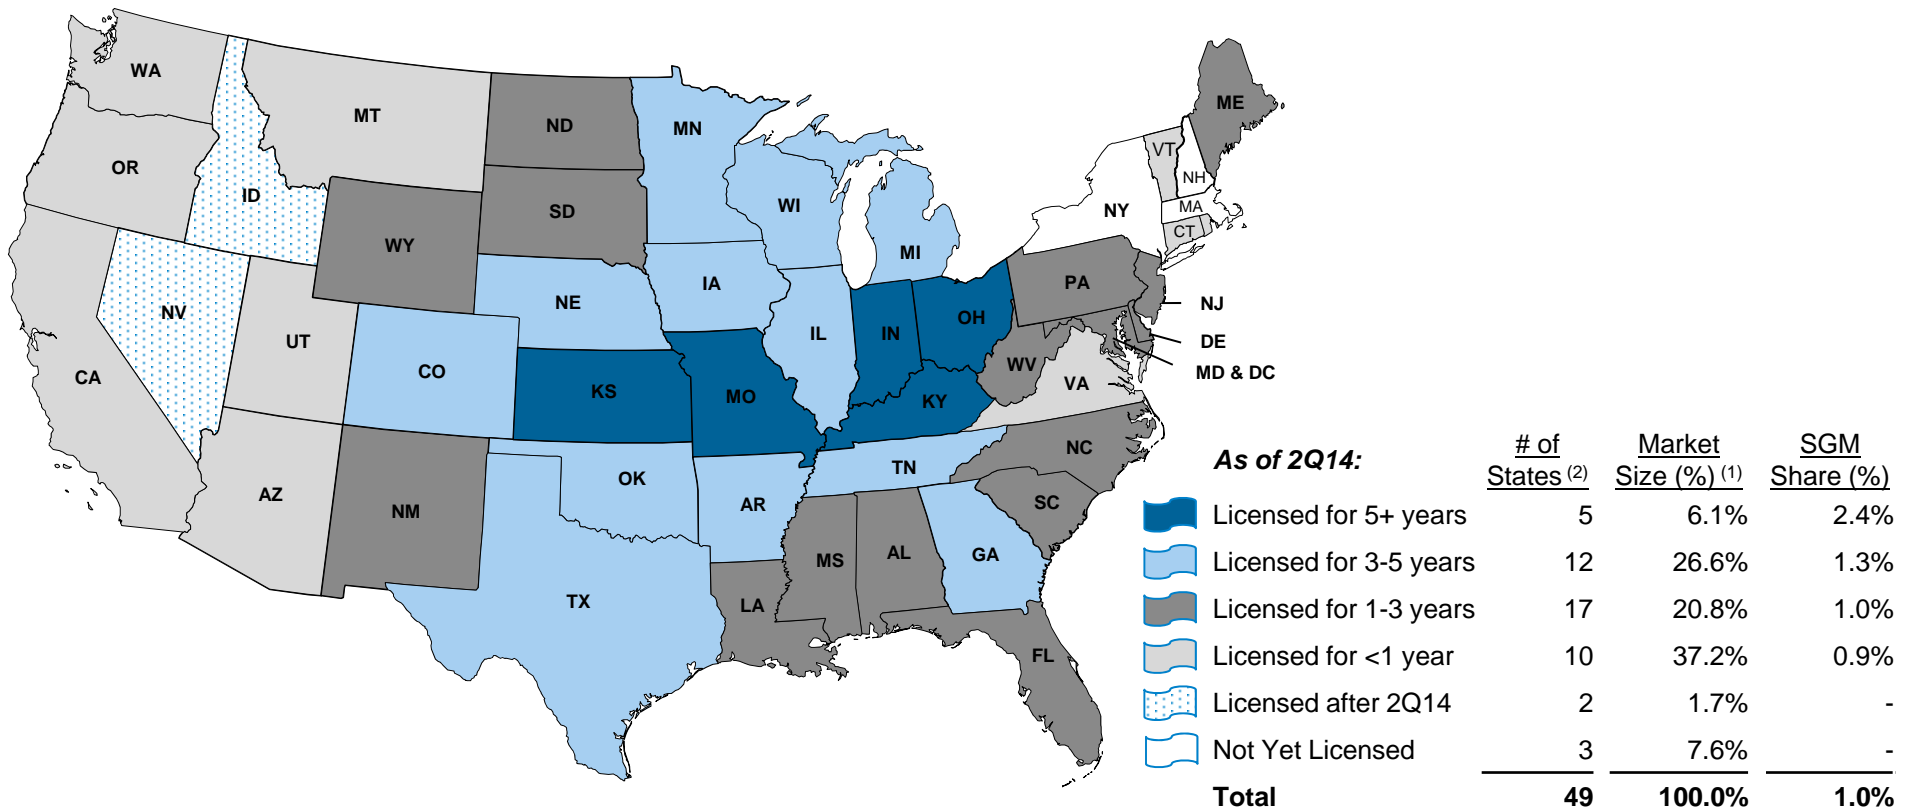 WA
MT
ND
MN
ME
OR
ID
SD
WI
VT
NH
NY
MA
CT
WY
MI
IA
NE
PA
NV
UT
CO
IL
IN
OH
NJ
DE
MD & DC
CA
KS
MO
WV
VA
KY
NC
TN
OK
AR
SC
AZ
NM
MS
AL
GA
LA
TX
FL
As of 2Q14:
# of States (2)
Market Size (%) (1)
SGM Share (%)
Licensed for 5+ years 5 6.1% 2.4%
Licensed for 3-5 years 12 26.6% 1.3%
Licensed for 1-3 years 17 20.8% 1.0%
Licensed for <1 year 10 37.2% 0.9%
Licensed after 2Q14 2 1.7% -
Not Yet Licensed 3 7.6% -
Total 49 100.0% 1.0%